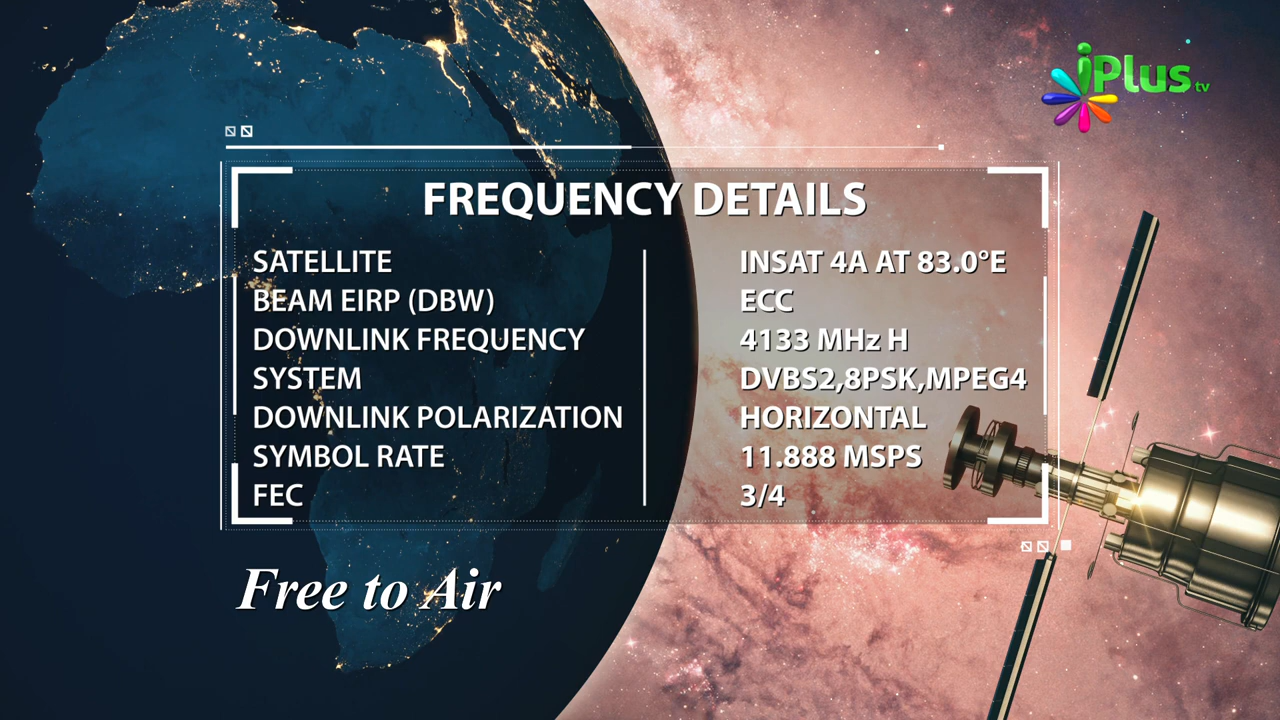 iPlus tv
FREQUENCY DETAILS
SATELLITE INSAT 4A AT 83.0°E
BEAM EIRP (DBW) ECC
DOWNLINK FREQUENCY 4133 MHz H
SYSTEM DVBS2,8PSK,MPEG4
DOWNLINK POLARIZATION HORIZONTAL
SYMBOL RATE 11.888 MSPS
FEC 3/4
Free to Air